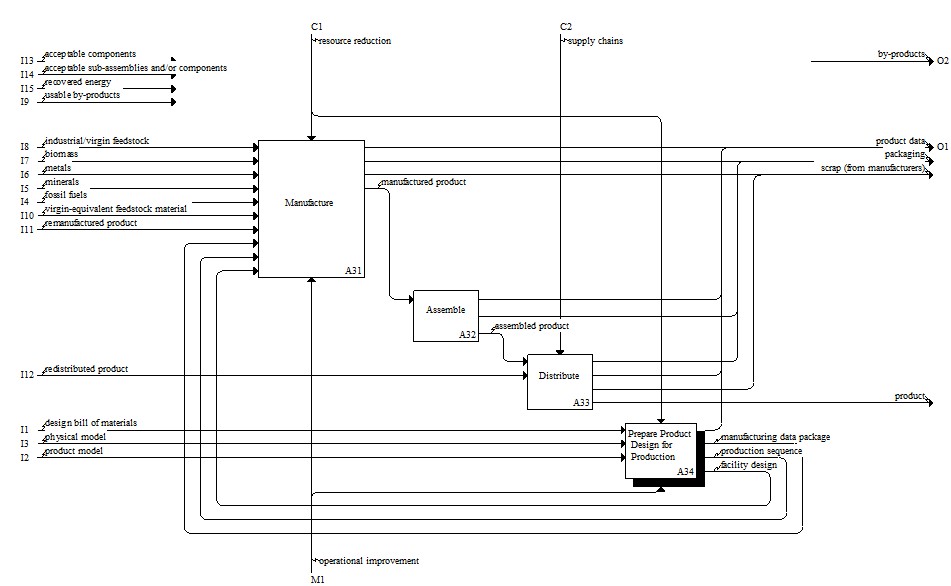 C1
C2
resource reduction
supply chains
I13 acceptable components
I14 acceptable sub-assemblies and/or components
I15 recovered energy
I9 usable by-products
by-products O2
I8 industrial/virgin feedstock
I7 biomass
I6 metals
I5 minerals
I4 fossil fuels
I10 virgin-equivalent feedstock material
I11 remanufactured product
product data O1
packaging
scrap (from manufacturers)
manufactured product
Manufacture
A31
Assemble
A32
assembled product
I12 redistributed product
Distribute
A33
product
I1 design bill of materials
I3 physical model
I2 product model
Prepare Product
Design for
Production
A34
manufacturing data package
production sequence
facility design
operational improvement
M1